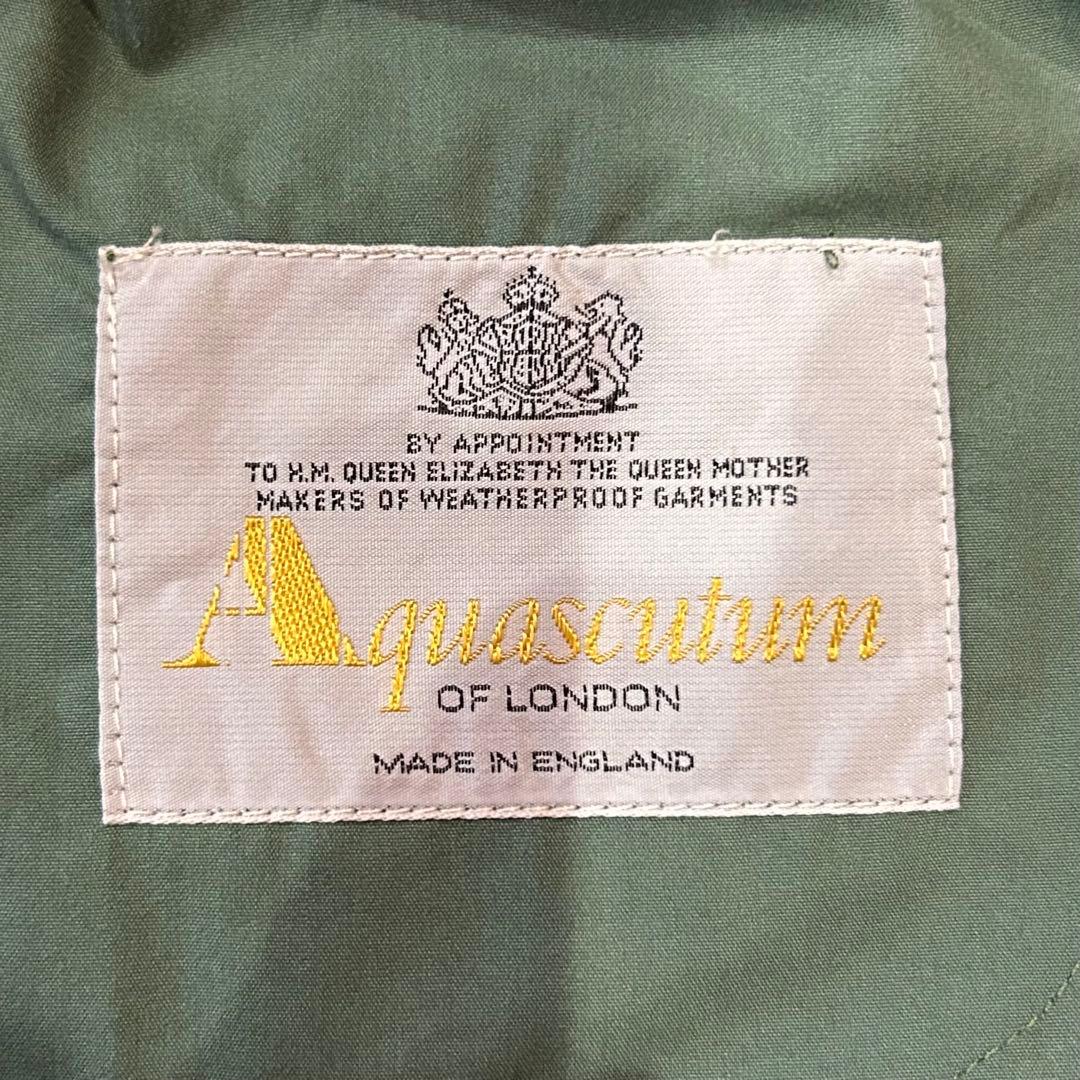 BY APPOINTMENT
TO H.M. QUEEN ELIZABETH THE QUEEN MOTHER
MAKERS OF WEATHERPROOF GARMENTS
Aquascutum
OF LONDON
MADE IN ENGLAND